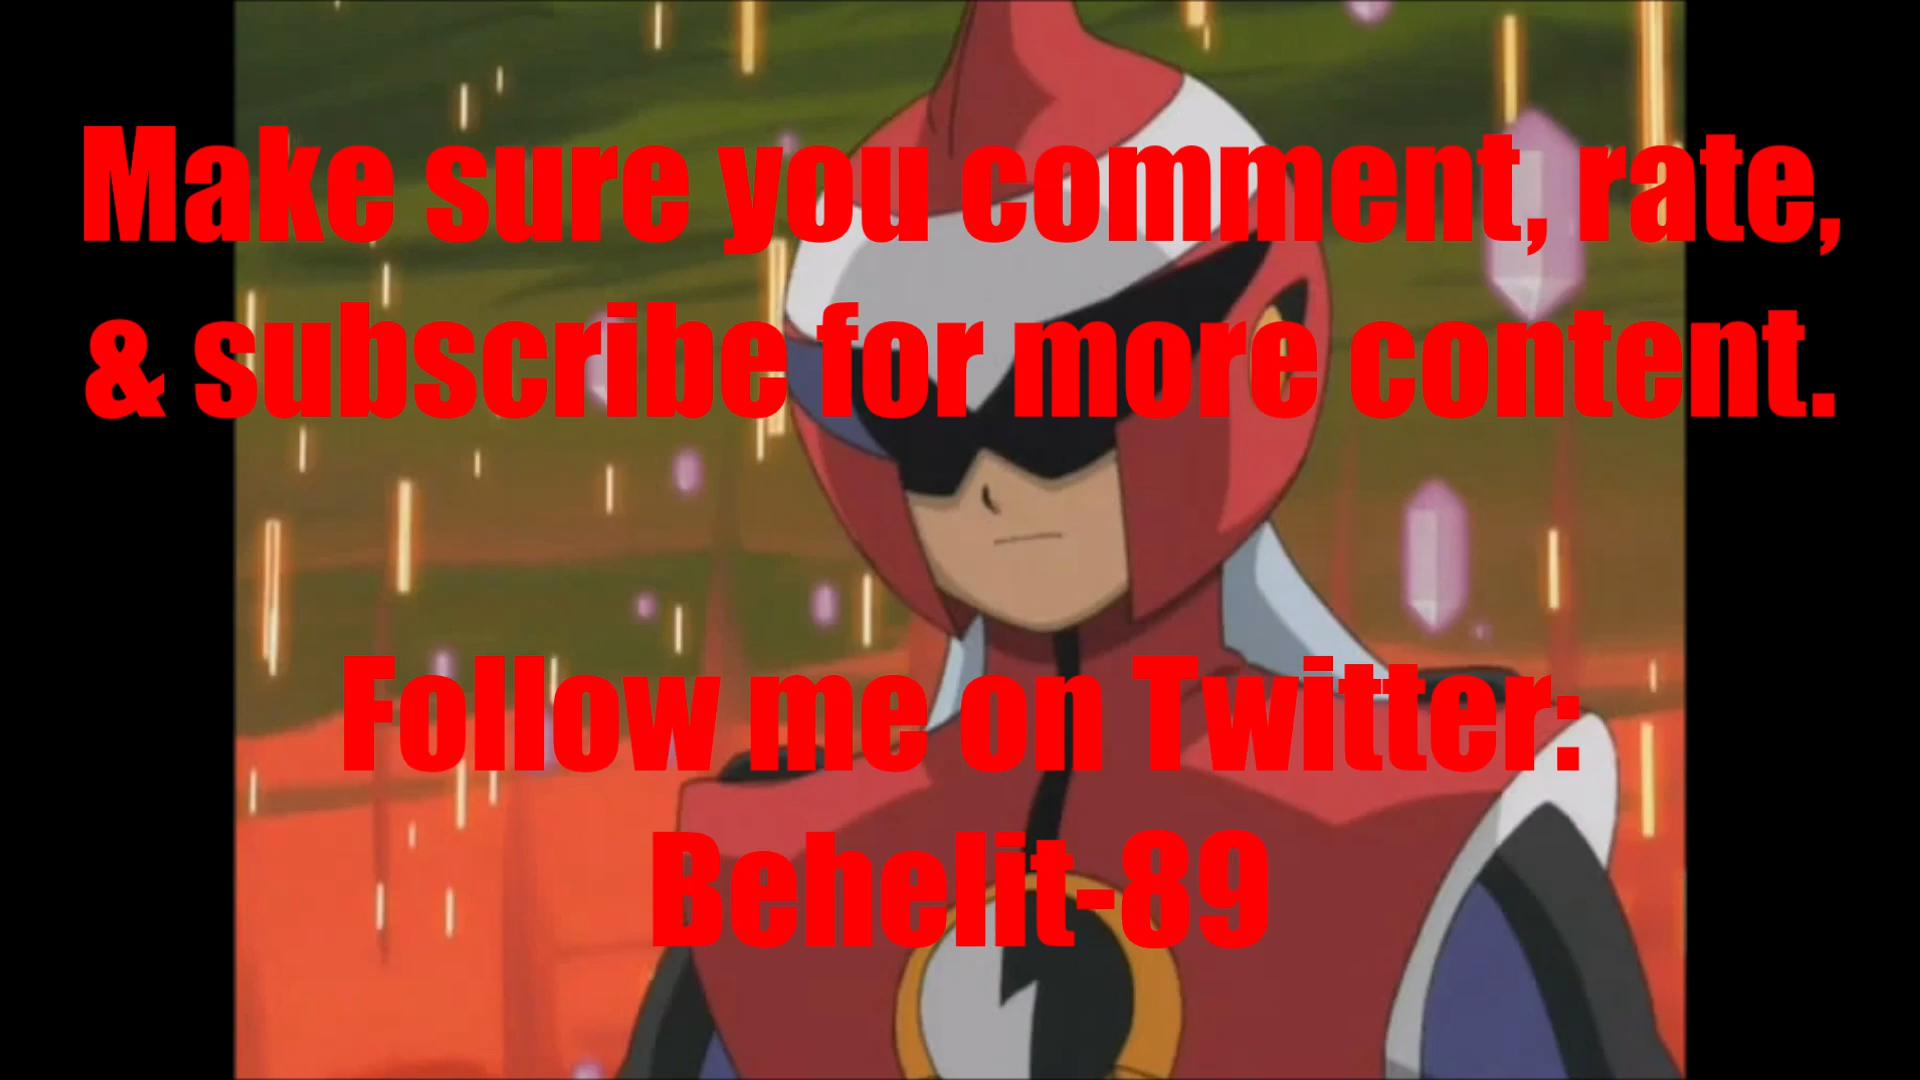 Make sure you comment, rate,
& subscribe for more content.
Follow me on Twitter:
Behelit-89